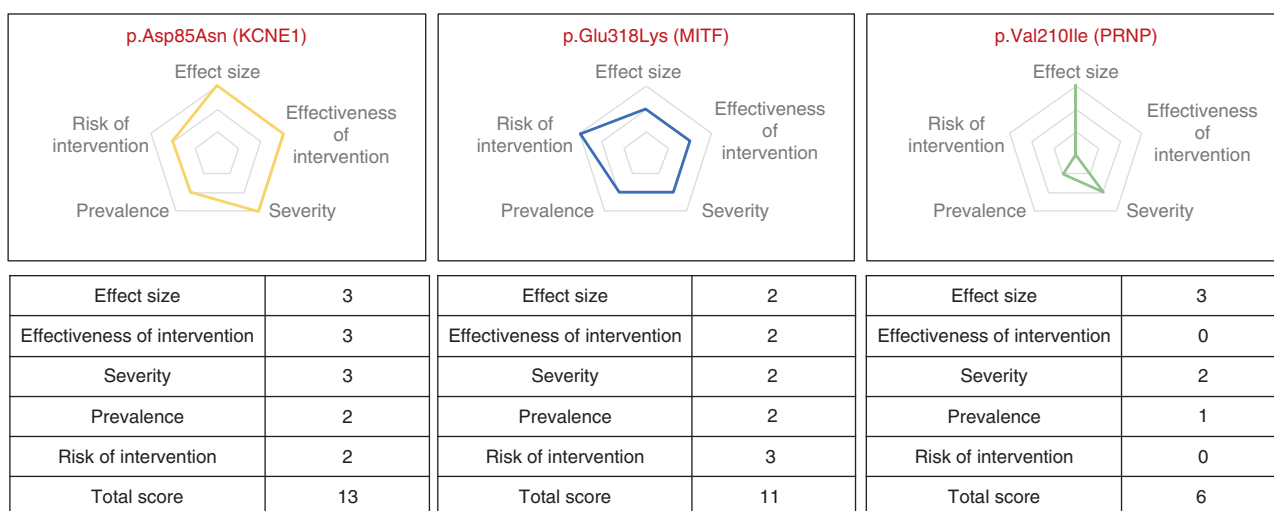 p.Asp85Asn (KCNE1)
Effect size
Effectiveness
of
intervention
Risk of
intervention
Prevalence
Severity
p.Glu318Lys (MITF)
Effect size
Effectiveness
of
intervention
Risk of
intervention
Prevalence
Severity
p.Val210Ile (PRNP)
Effect size
Effectiveness
of
intervention
Risk of
intervention
Prevalence
Severity
Effect size 3
Effectiveness of intervention 3
Severity 3
Prevalence 2
Risk of intervention 2
Total score 13
Effect size 2
Effectiveness of intervention 2
Severity 2
Prevalence 2
Risk of intervention 3
Total score 11
Effect size 3
Effectiveness of intervention 0
Severity 2
Prevalence 1
Risk of intervention 0
Total score 6